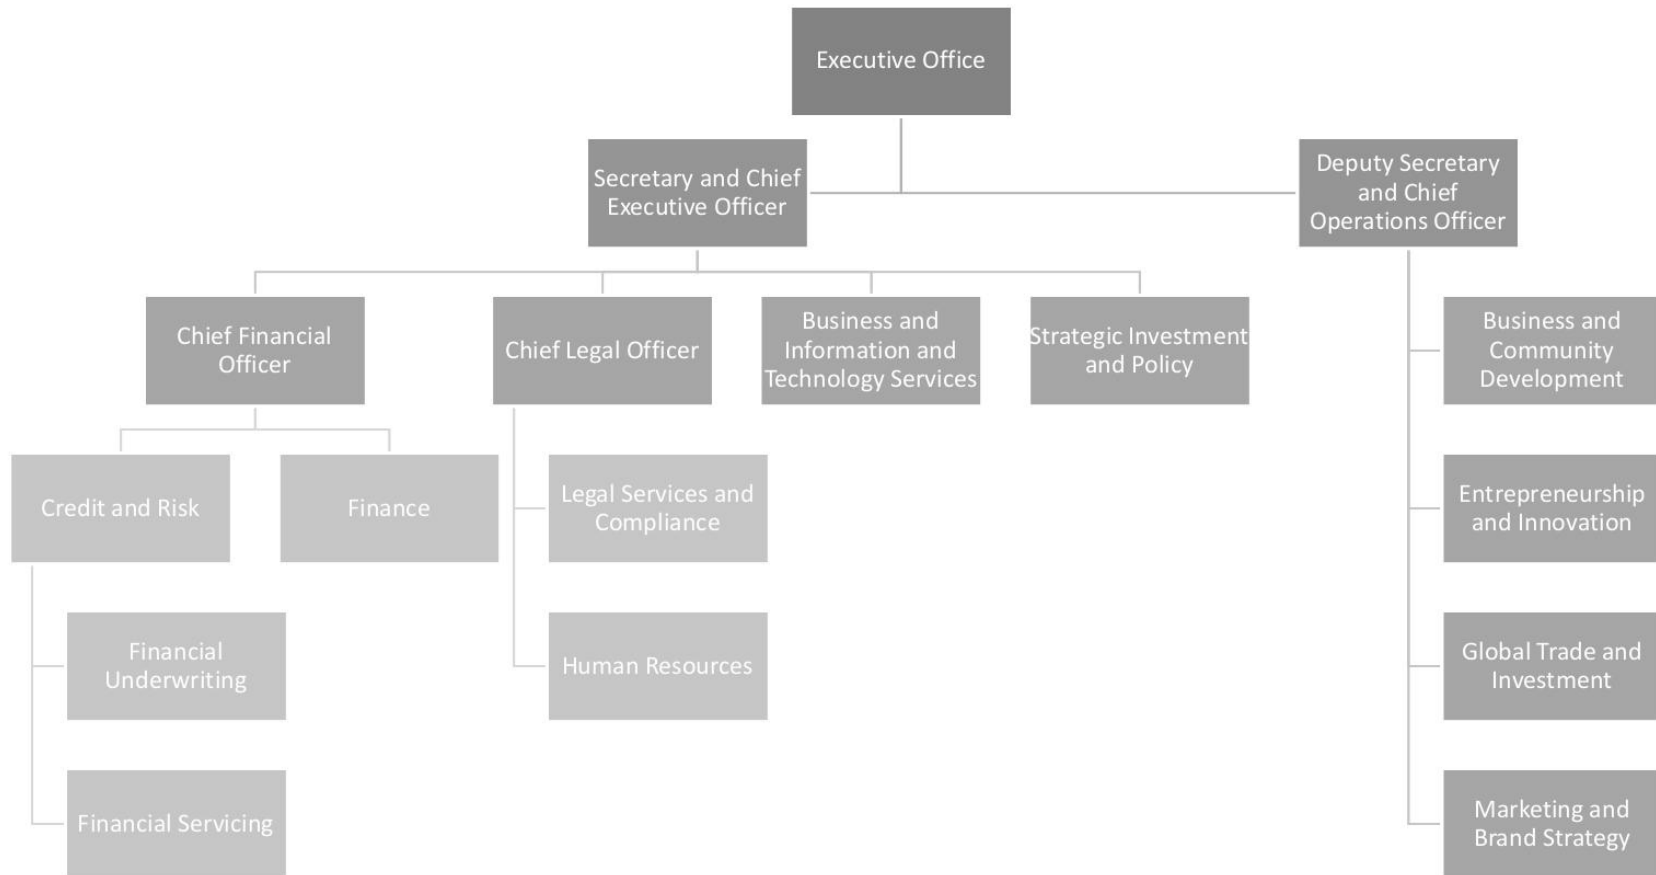 Executive Office
Secretary and Chief
Executive Officer
Deputy Secretary
and Chief
Operations Officer
Chief Financial
Officer
Chief Legal Officer
Business and
Information and
Technology Services
Strategic Investment
and Policy
Business and
Community
Development
Credit and Risk
Finance
Legal Services and
Compliance
Entrepreneurship
and Innovation
Financial
Underwriting
Human Resources
Global Trade and
Investment
Financial Servicing
Marketing and
Brand Strategy